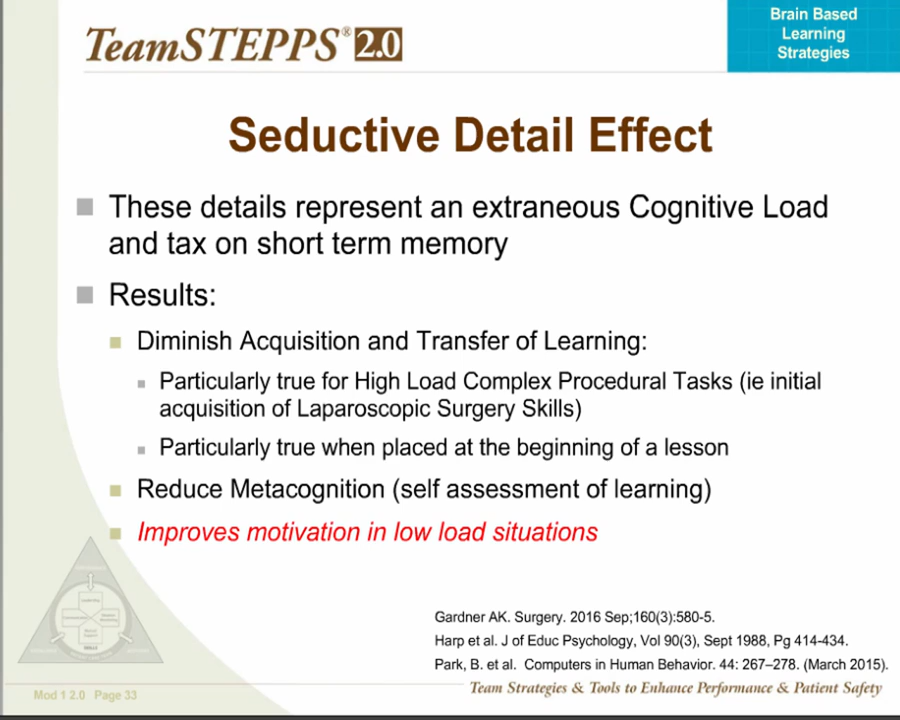 TeamSTEPPS® 2.0
Brain Based
Learning
Strategies
Seductive Detail Effect
These details represent an extraneous Cognitive Load
and tax on short term memory
Results:
Diminish Acquisition and Transfer of Learning:
Particularly true for High Load Complex Procedural Tasks (ie initial
acquisition of Laparoscopic Surgery Skills)
Particularly true when placed at the beginning of a lesson
Reduce Metacognition (self assessment of learning)
Improves motivation in low load situations
Gardner AK. Surgery. 2016 Sep;160(3):580-5.
Harp et al. J of Educ Psychology, Vol 90(3), Sept 1988, Pg 414-434.
Park, B. et al.  Computers in Human Behavior. 44: 267–278. (March 2015).
Mod 1 2.0  Page 33
Team Strategies & Tools to Enhance Performance & Patient Safety